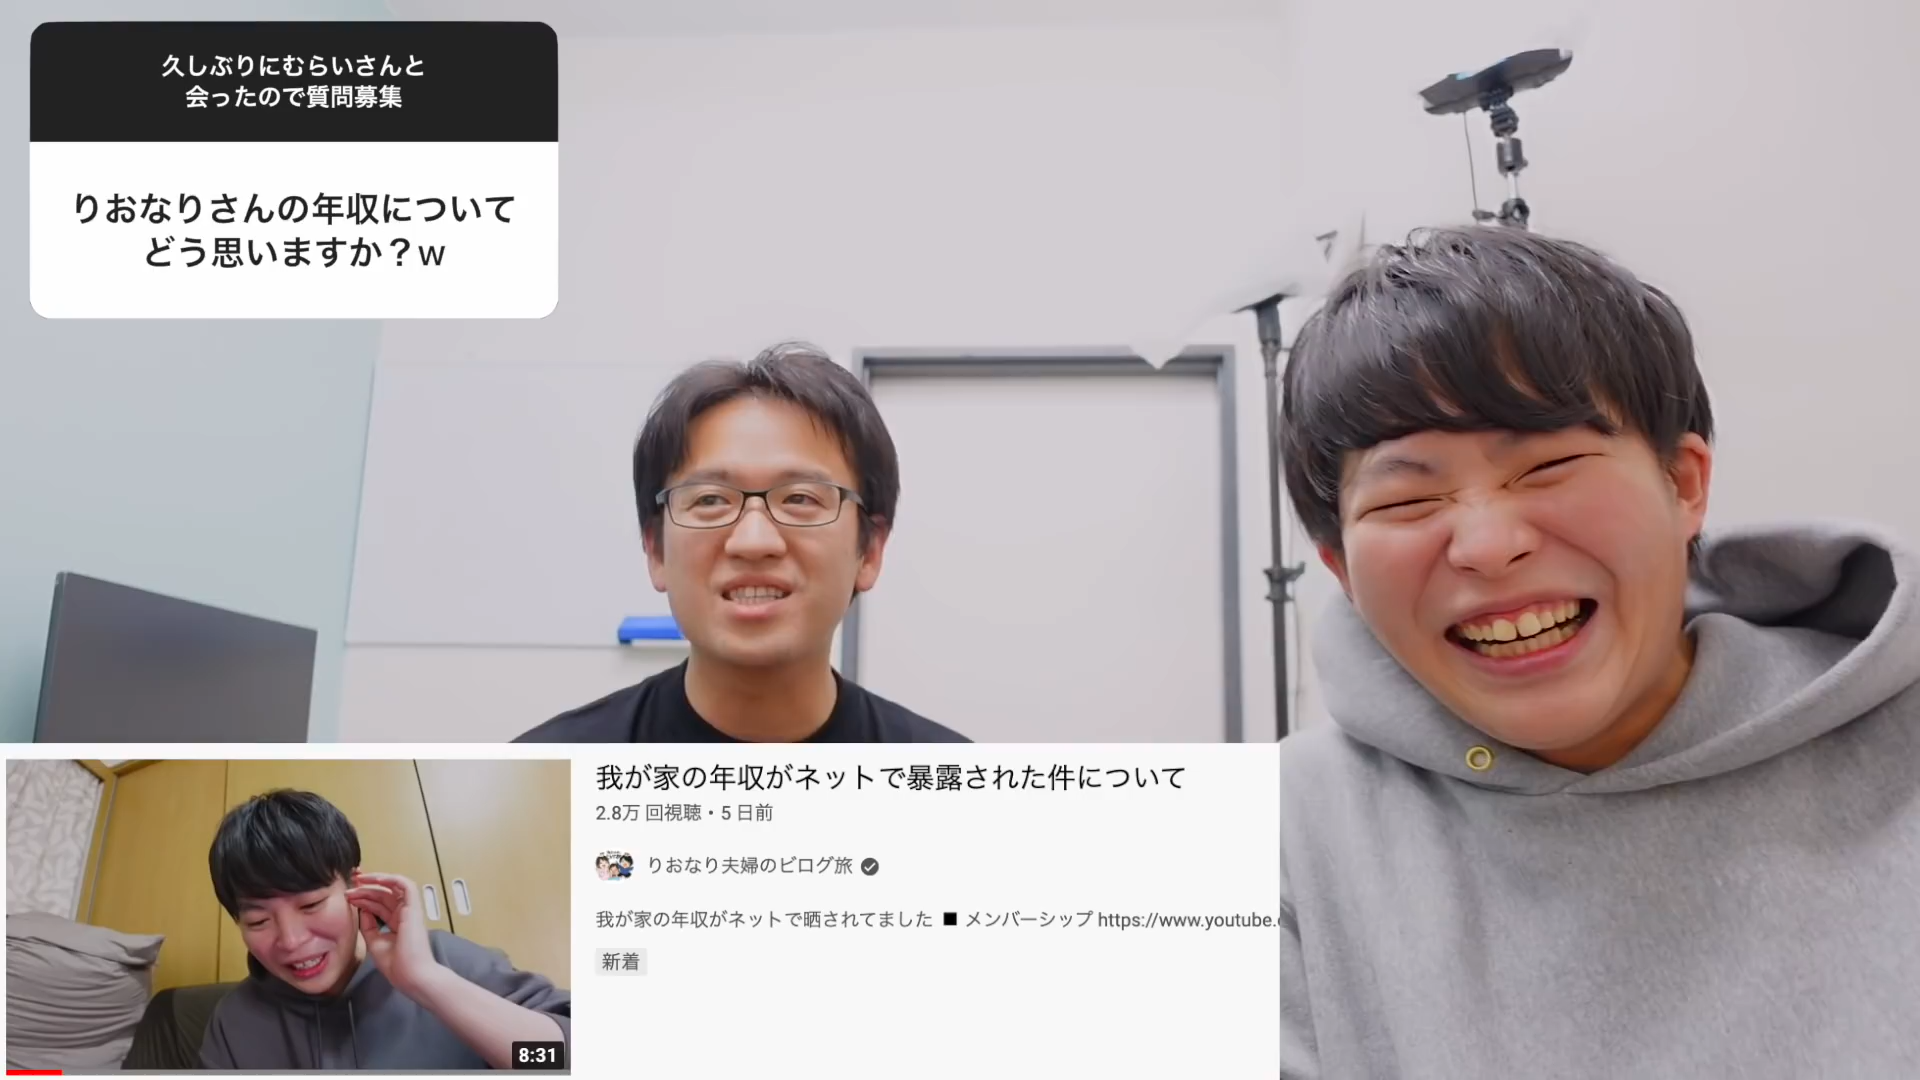 久しぶりにむらいさんと
会ったので質問募集
りおなりさんの年収について
どう思いますか？w
我が家の年収がネットで暴露された件について
2.8万 回視聴・5 日前
りおなり夫婦のビログ旅
我が家の年収がネットで晒されてました ■ メンバーシップ https://www.youtube.
新着
8:31